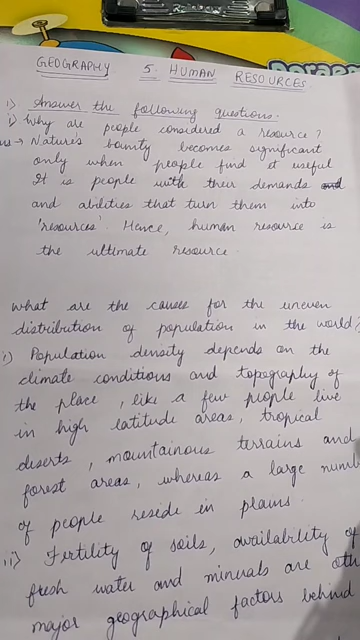 GEOGRAPHY 5. HUMAN RESOURCES
1) Answer the following questions.
i) Why are people considered a resource?
ans → Nature's bounty becomes significant
only when people find it useful
It is people with their demands and
and abilities that turn them into
'resources'. Hence, human resource is
the ultimate resource.
what are the causes for the uneven
distribution of population in the world?
i) Population density depends on the
climate conditions and topography of
the place, like a few people live
in high latitude areas, tropical
deserts, mountainous terrains and
forest areas, whereas a large numb
of people reside in plains.
ii) Fertility of soils, availability of
fresh water and minerals are oth
major geographical factors behind